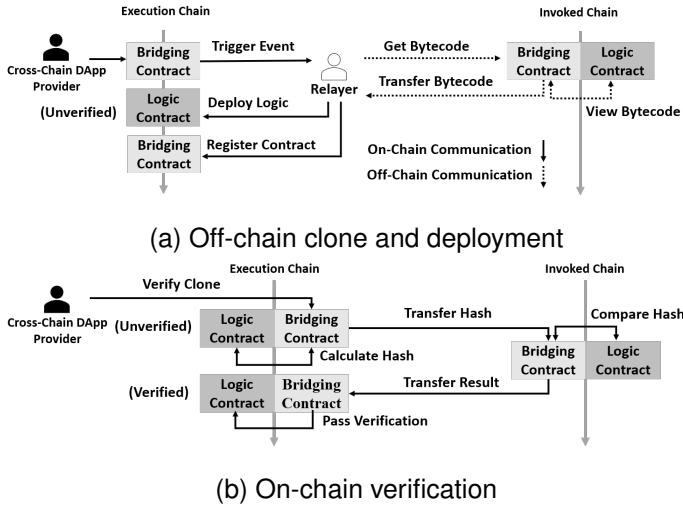 Execution Chain
Invoked Chain
Cross-Chain DApp
Provider
Bridging
Contract
Trigger Event
Relayer
Get Bytecode
Transfer Bytecode
Bridging
Contract
Logic
Contract
(Unverified)
Logic
Contract
Deploy Logic
View Bytecode
Bridging
Contract
Register Contract
On-Chain Communication
Off-Chain Communication
(a) Off-chain clone and deployment
Execution Chain
Invoked Chain
Verify Clone
Cross-Chain DApp
Provider
(Unverified)
Logic
Contract
Bridging
Contract
Transfer Hash
Compare Hash
Calculate Hash
Bridging
Contract
Logic
Contract
(Verified)
Logic
Contract
Bridging
Contract
Transfer Result
Pass Verification
(b) On-chain verification